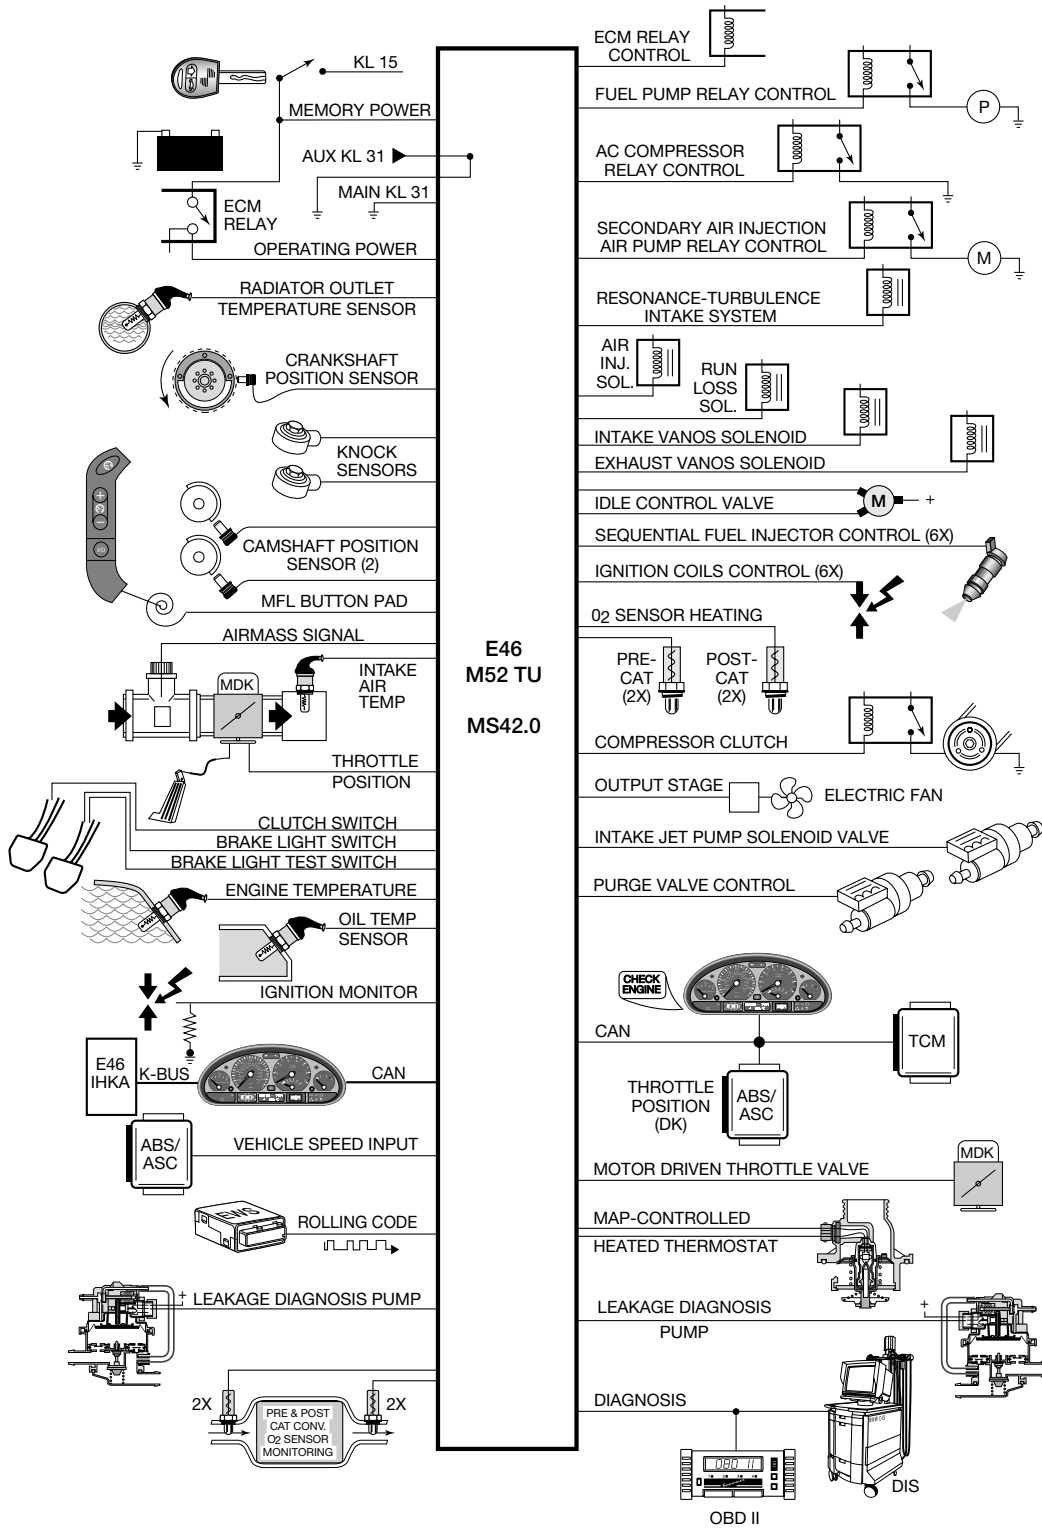 KL 15
MEMORY POWER
AUX KL 31
MAIN KL 31
ECM
RELAY
OPERATING POWER
RADIATOR OUTLET
TEMPERATURE SENSOR
CRANKSHAFT
POSITION SENSOR
KNOCK
SENSORS
CAMSHAFT POSITION
SENSOR (2)
MFL BUTTON PAD
AIRMASS SIGNAL
MDK
INTAKE
AIR
TEMP
THROTTLE
POSITION
CLUTCH SWITCH
BRAKE LIGHT SWITCH
BRAKE LIGHT TEST SWITCH
ENGINE TEMPERATURE
OIL TEMP
SENSOR
IGNITION MONITOR
E46
IHKA
K-BUS
CAN
ABS/
ASC
VEHICLE SPEED INPUT
EWS
ROLLING CODE
+
LEAKAGE DIAGNOSIS PUMP
2X
2X
PRE & POST
CAT CONV.
O2 SENSOR
MONITORING
E46
M52 TU
MS42.0
ECM RELAY
CONTROL
FUEL PUMP RELAY CONTROL
P
AC COMPRESSOR
RELAY CONTROL
SECONDARY AIR INJECTION
AIR PUMP RELAY CONTROL
M
RESONANCE-TURBULENCE
INTAKE SYSTEM
AIR
INJ.
SOL.
RUN
LOSS
SOL.
INTAKE VANOS SOLENOID
EXHAUST VANOS SOLENOID
IDLE CONTROL VALVE
M
+
SEQUENTIAL FUEL INJECTOR CONTROL (6X)
IGNITION COILS CONTROL (6X)
02 SENSOR HEATING
PRE-
CAT
(2X)
POST-
CAT
(2X)
COMPRESSOR CLUTCH
OUTPUT STAGE
ELECTRIC FAN
INTAKE JET PUMP SOLENOID VALVE
PURGE VALVE CONTROL
CHECK
ENGINE
CAN
TCM
THROTTLE
POSITION
(DK)
ABS/
ASC
MOTOR DRIVEN THROTTLE VALVE
MDK
MAP-CONTROLLED
HEATED THERMOSTAT
LEAKAGE DIAGNOSIS
PUMP
+
DIAGNOSIS
OBD II
DIS
OBD II